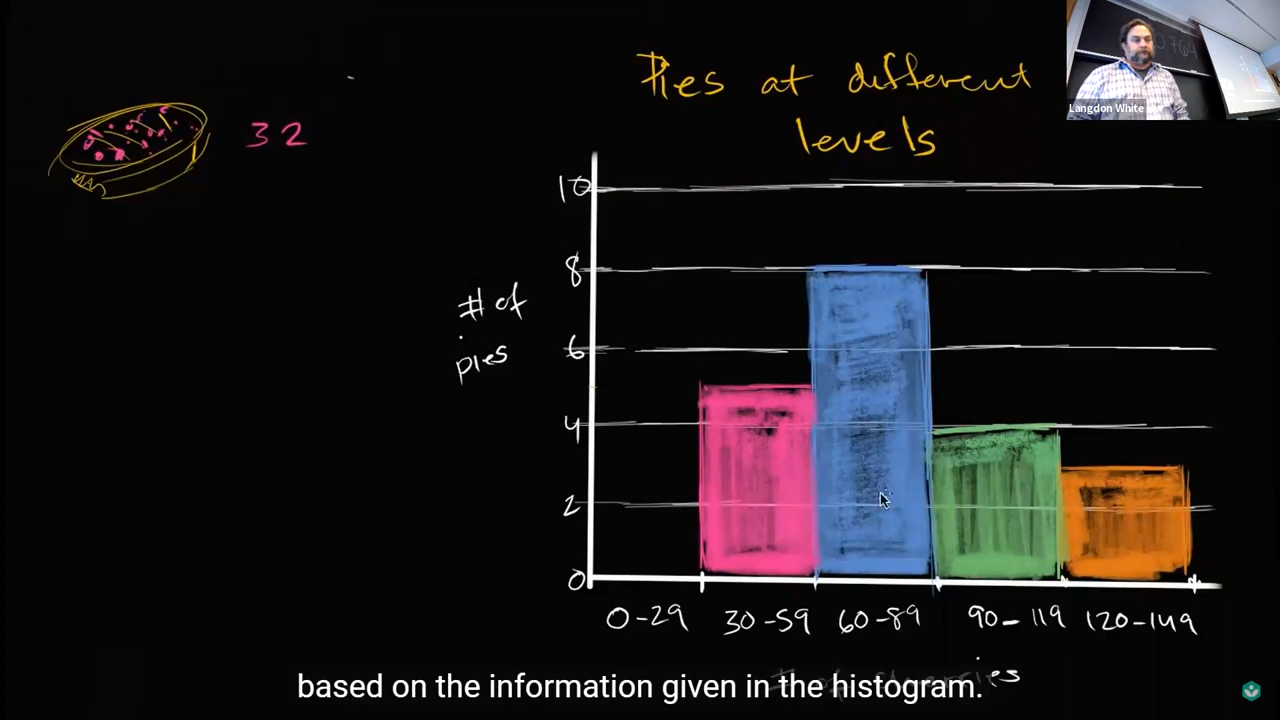 Pies at different
levels
Langdon White
32
10
8
# of
pies
6
4
2
0
0-29 30-59 60-89 90-119 120-149
based on the information given in the histogram.